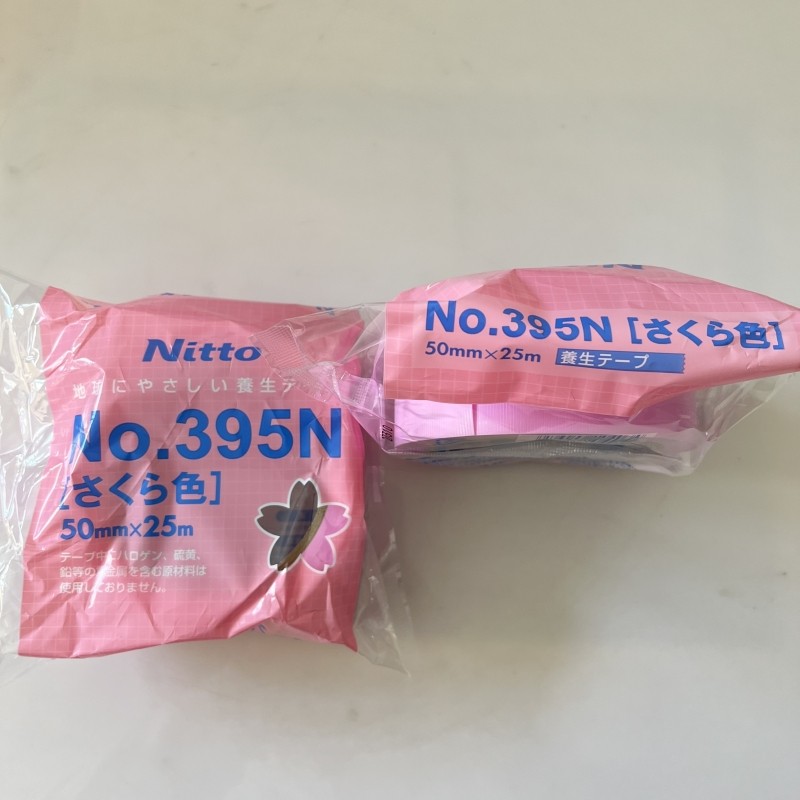 Nitto
地球にやさしい養生テ
No.395N
[さくら色]
50mm×25m
テープ中にハロゲン、硫黄、
鉛等の 金属を含む原材料は
使用しておりません。
No.395N [さくら色]
50mm×25m 養生テープ